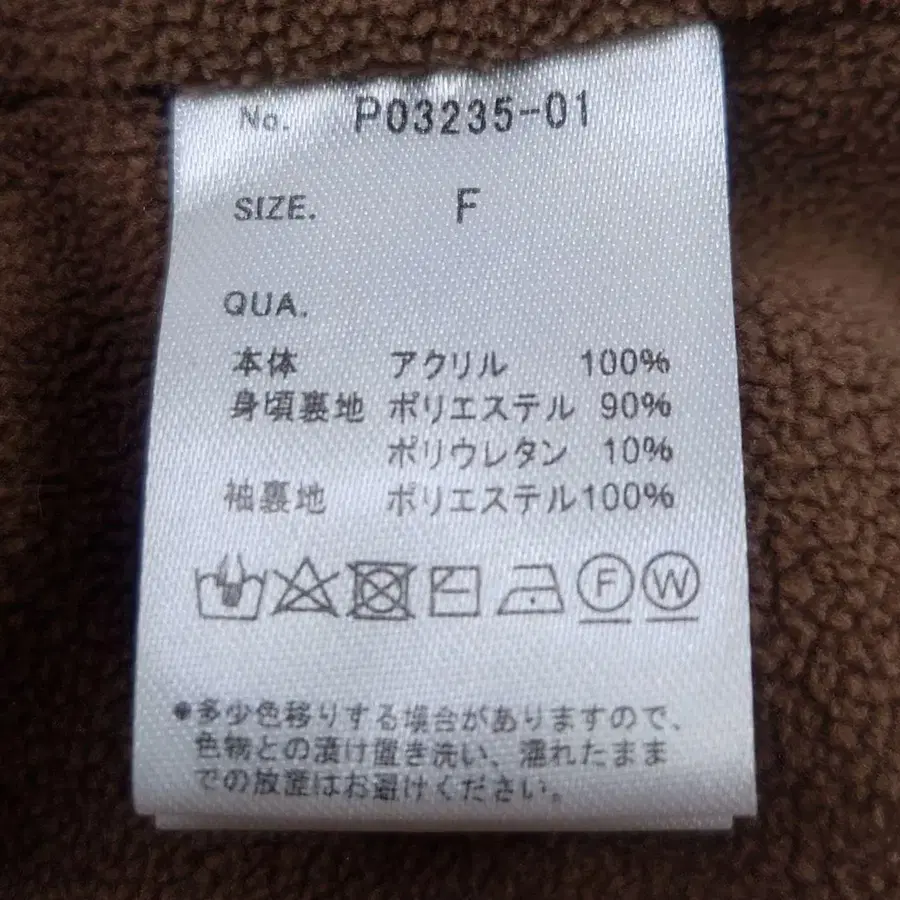 No. P03235-01
SIZE. F
QUA.
本体 アクリル 100%
身頃裏地 ポリエステル 90%
ポリウレタン 10%
袖裏地 ポリエステル100%
F W
●多少色移りする場合がありますので、
色物との漬け置き洗い、濡れたまま
での放置はお避けください。